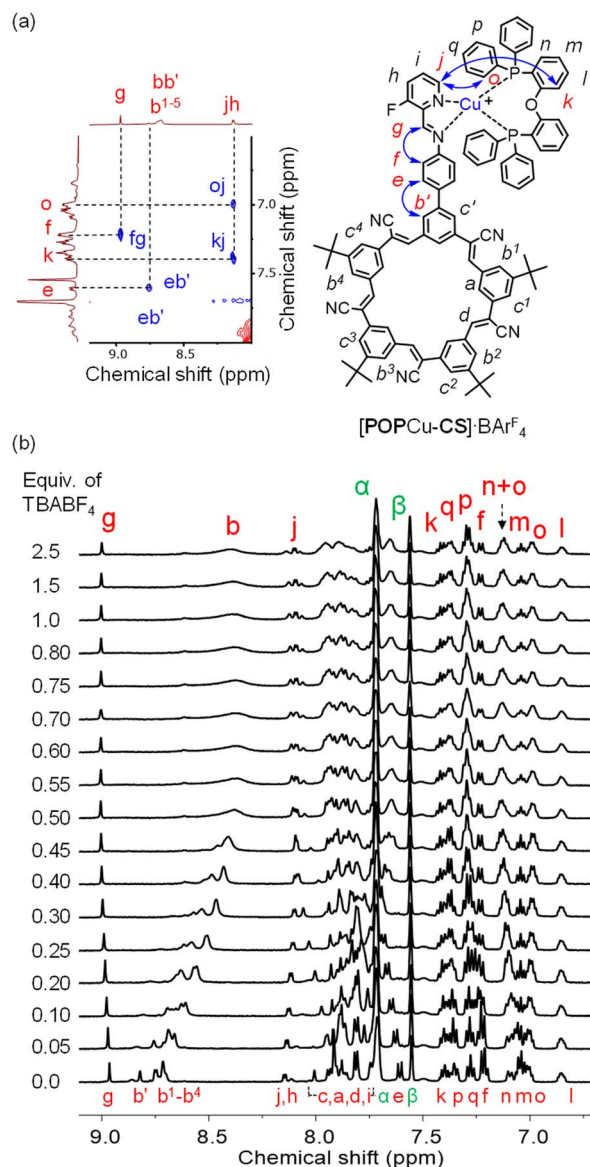 (a)
g
bb'
b¹⁻⁵
jh
o
f
k
e
oj
fg
kj
eb'
eb'
7.0
7.5
9.0
8.5
Chemical shift (ppm)
Chemical shift (ppm)
p
q
j
i
h
n
m
l
k
o
P
O
P
N
Cu⁺
F
g
N
f
e
b'
c'
c⁴
NC
CN
b⁴
b¹
a
c¹
NC
d
CN
c³
b²
b³
NC
c²
[POPCu-CS]·BArᶠ₄
(b)
Equiv. of
TBABF₄
g b j α β k q p f n+o m o l
2.5
1.5
1.0
0.80
0.75
0.70
0.60
0.55
0.50
0.45
0.40
0.30
0.25
0.20
0.10
0.05
0.0
g b' b¹-b⁴ j,h c,a,d,i α e β k p q f n m o l
9.0 8.5 8.0 7.5 7.0
Chemical shift (ppm)